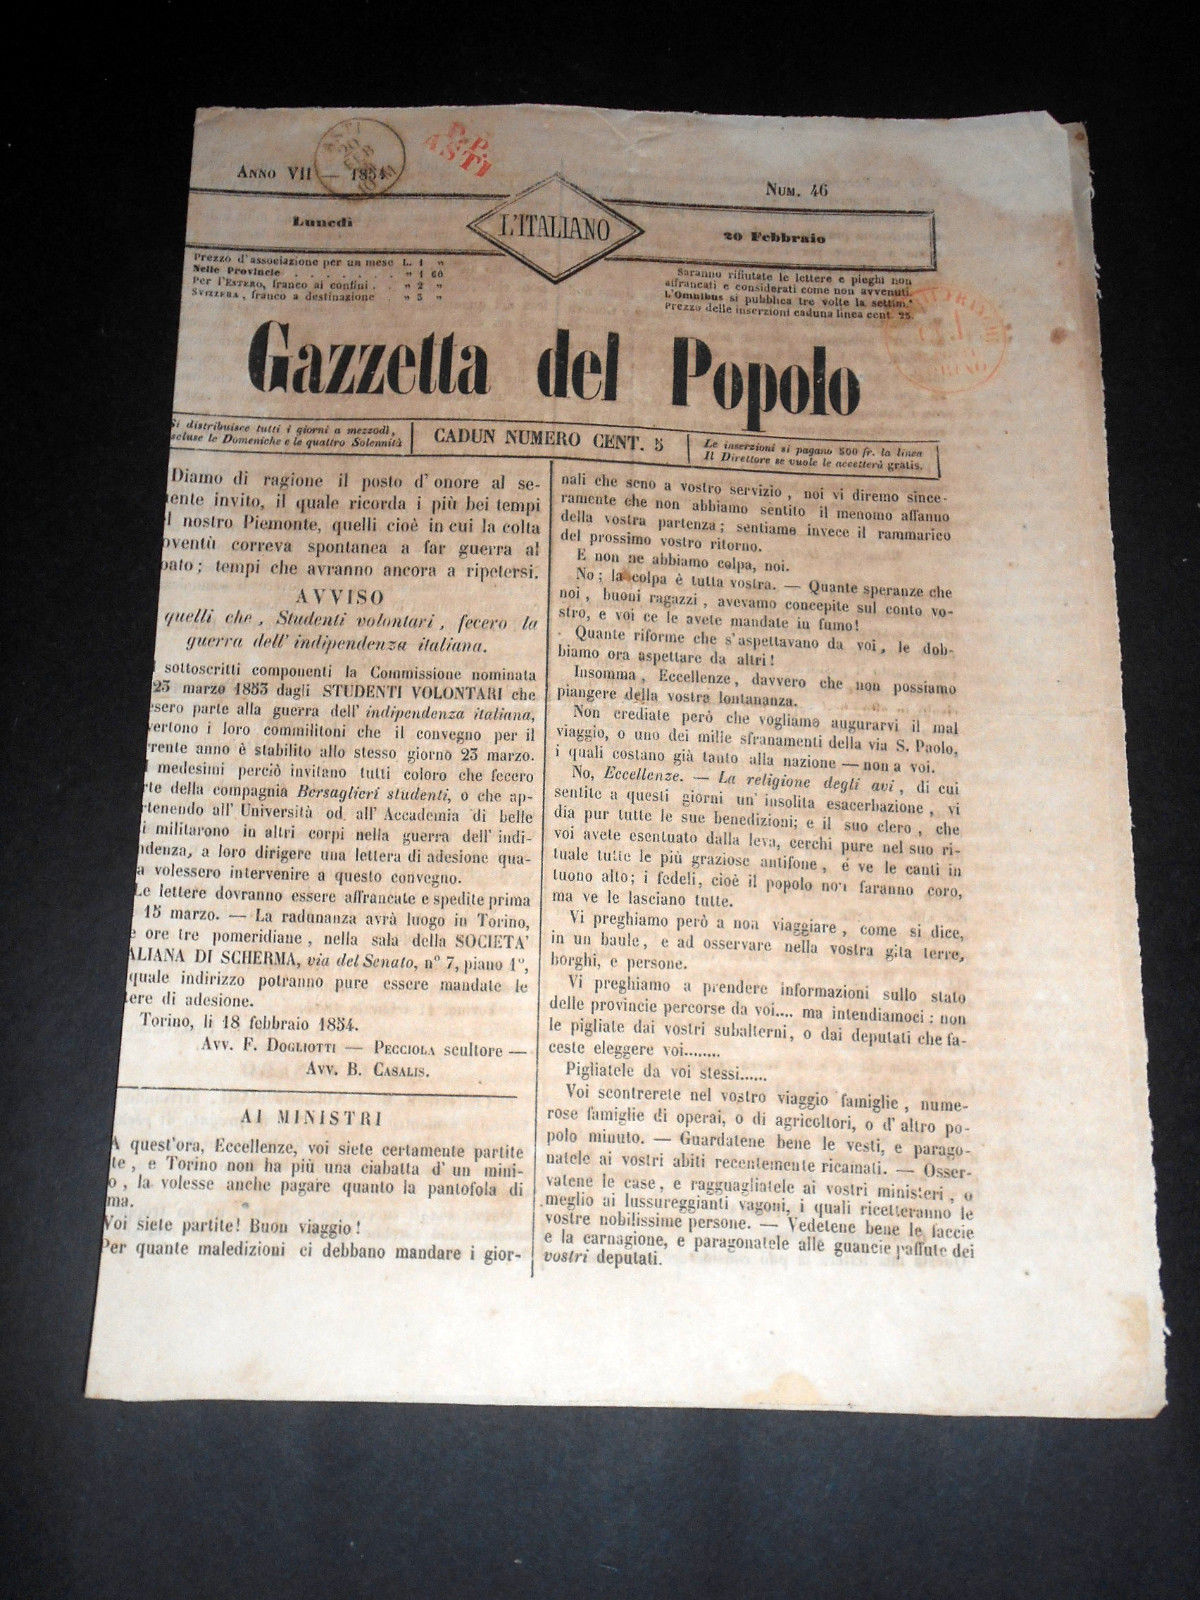 P.P.
ASTI
Anno VII — 1854
Num. 46
Lunedì
L'ITALIANO
20 Febbraio
Prezzo d'associazione per un mese L. 1 „
Nelle Provincie . . . . . . . „ 1 60
Per l'Estero, franco ai confini . . „ 2 „
Svizzera, franco a destinazione . „ 3 „
Saranno rifiutate le lettere e pieghi non
affrancati e considerati come non avvenuti.
L'Omnibus si pubblica tre volte la settim.ª
Prezzo delle inserzioni caduna linea cent. 25.
Gazzetta del Popolo
Si distribuisce tutti i giorni a mezzodì,
scluse le Domeniche e le quattro Solennità
CADUN NUMERO CENT. 5
Le inserzioni si pagano 500 fr. la linea
Il Direttore se vuole le accetterà gratis.
Diamo di ragione il posto d'onore al se-
uente invito, il quale ricorda i più bei tempi
l nostro Piemonte, quelli cioè in cui la colta
oventù correva spontanea a far guerra al
oato; tempi che avranno ancora a ripetersi.
AVVISO
quelli che, Studenti volontari, fecero la
guerra dell'indipendenza italiana.
sottoscritti componenti la Commissione nominata
23 marzo 1853 dagli STUDENTI VOLONTARI che
esero parte alla guerra dell'indipendenza italiana,
vertono i loro commilitoni che il convegno per il
rrente anno è stabilito allo stesso giorno 23 marzo.
I medesimi perciò invitano tutti coloro che fecero
rte della compagnia Bersaglieri studenti, o che ap-
rtenendo all'Università od all'Accademia di belle
i militarono in altri corpi nella guerra dell'indi-
ndenza, a loro dirigere una lettera di adesione qua-
a volessero intervenire a questo convegno.
Le lettere dovranno essere affrancate e spedite prima
15 marzo. — La radunanza avrà luogo in Torino,
e ore tre pomeridiane, nella sala della SOCIETA'
ALIANA DI SCHERMA, via del Senato, n° 7, piano 1°,
quale indirizzo potranno pure essere mandate le
tere di adesione.
Torino, li 18 febbraio 1854.
Avv. F. Dogliotti — Pecciola scultore —
Avv. B. Casalis.
AI MINISTRI
A quest'ora, Eccellenze, voi siete certamente partite
te, e Torino non ha più una ciabatta d'un mini-
o, la volesse anche pagare quanto la pantofola di
ma.
Voi siete partite! Buon viaggio!
Per quante maledizioni ci debbano mandare i gior-
nali che seno a vostro servizio, noi vi diremo since-
ramente che non abbiamo sentito il menomo affanno
della vostra partenza; sentiamo invece il rammarico
del prossimo vostro ritorno.
E non ne abbiamo colpa, noi.
No; la colpa è tutta vostra. — Quante speranze che
noi, buoni ragazzi, avevamo concepite sul conto vo-
stro, e voi ce le avete mandate iu fumo!
Quante riforme che s'aspettavano da voi, le dob-
biamo ora aspettare da altri!
Insomma, Eccellenze, davvero che non possiamo
piangere della vostra lontananza.
Non crediate però che vogliamo augurarvi il mal
viaggio, o uno dei mille sfranamenti della via S. Paolo,
i quali costano già tanto alla nazione — non a voi.
No, Eccellenze. — La religione degli avi, di cui
sentite a questi giorni un'insolita esacerbazione, vi
dia pur tutte le sue benedizioni; e il suo clero, che
voi avete esentuato dalla leva, cerchi pure nel suo ri-
tuale tutte le più graziose antifone, e ve le canti in
tuono alto; i fedeli, cioè il popolo non faranno coro,
ma ve le lasciano tutte.
Vi preghiamo però a non viaggiare, come si dice,
in un baule, e ad osservare nella vostra gita terre,
borghi, e persone.
Vi preghiamo a prendere informazioni sullo stato
delle provincie percorse da voi.... ma intendiamoci: non
le pigliate dai vostri subalterni, o dai deputati che fa-
ceste eleggere voi........
Pigliatele da voi stessi......
Voi scontrerete nel vostro viaggio famiglie, nume-
rose famiglie di operai, o di agricoltori, o d'altro po-
polo minuto. — Guardatene bene le vesti, e parago-
natele ai vostri abiti recentemente ricamati. — Osser-
vatene le case, e ragguagliatele ai vostri ministeri, o
meglio ai lussureggianti vagoni, i quali ricetteranno le
vostre nobilissime persone. — Vedetene bene le faccie
e la carnagione, e paragonatele alle guancie paffute dei
vostri deputati.